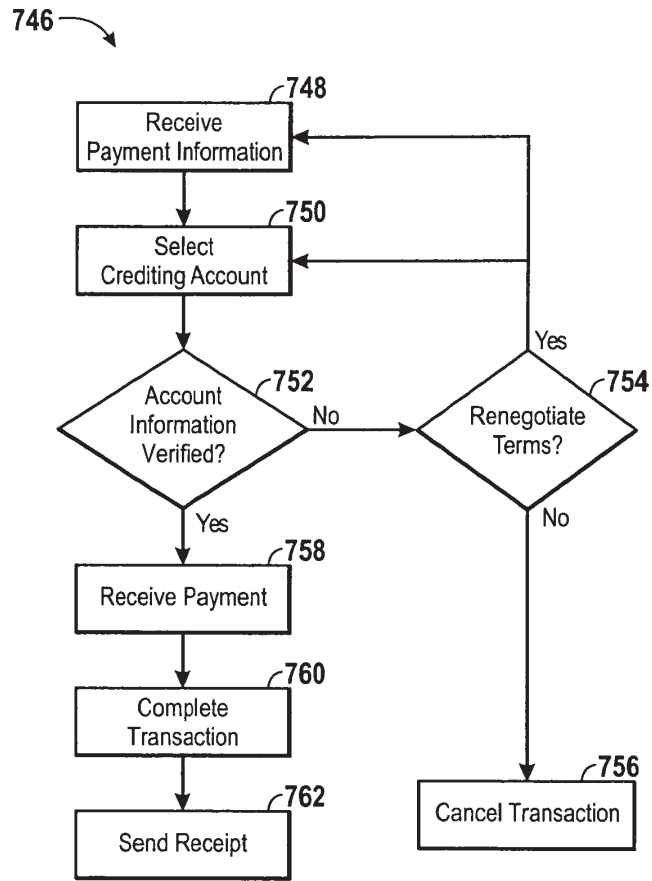 746
748
Receive
Payment Information
750
Select
Crediting Account
752
Account
Information
Verified?
No
Yes
754
Renegotiate
Terms?
Yes
No
758
Receive Payment
760
Complete
Transaction
762
Send Receipt
756
Cancel Transaction